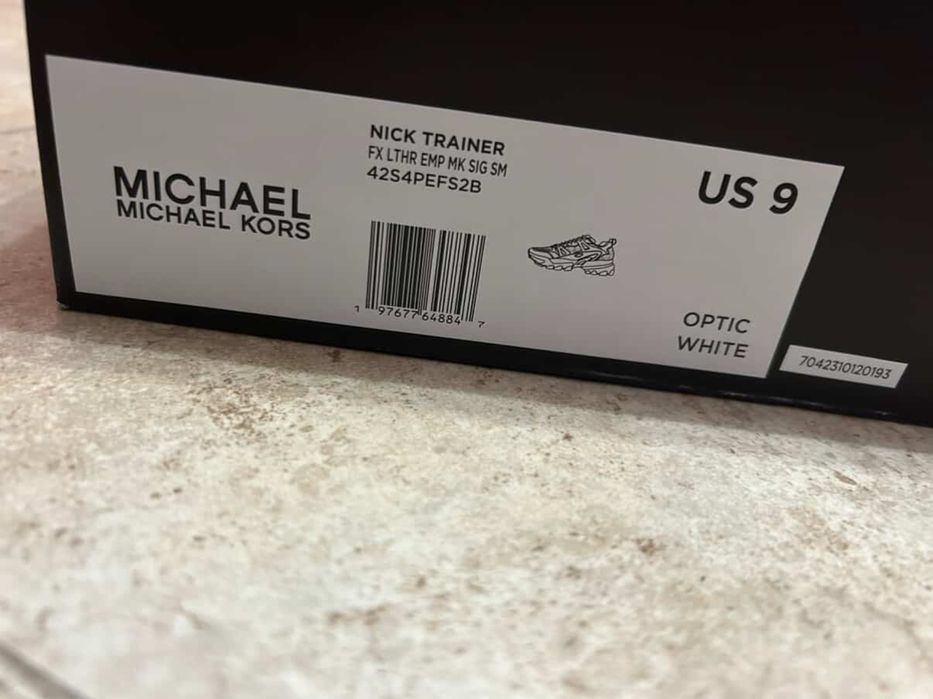 MICHAEL
MICHAEL KORS
NICK TRAINER
FX LTHR EMP MK SIG SM
42S4PEFS2B
1 97677 64884 7
US 9
OPTIC
WHITE
7042310120193